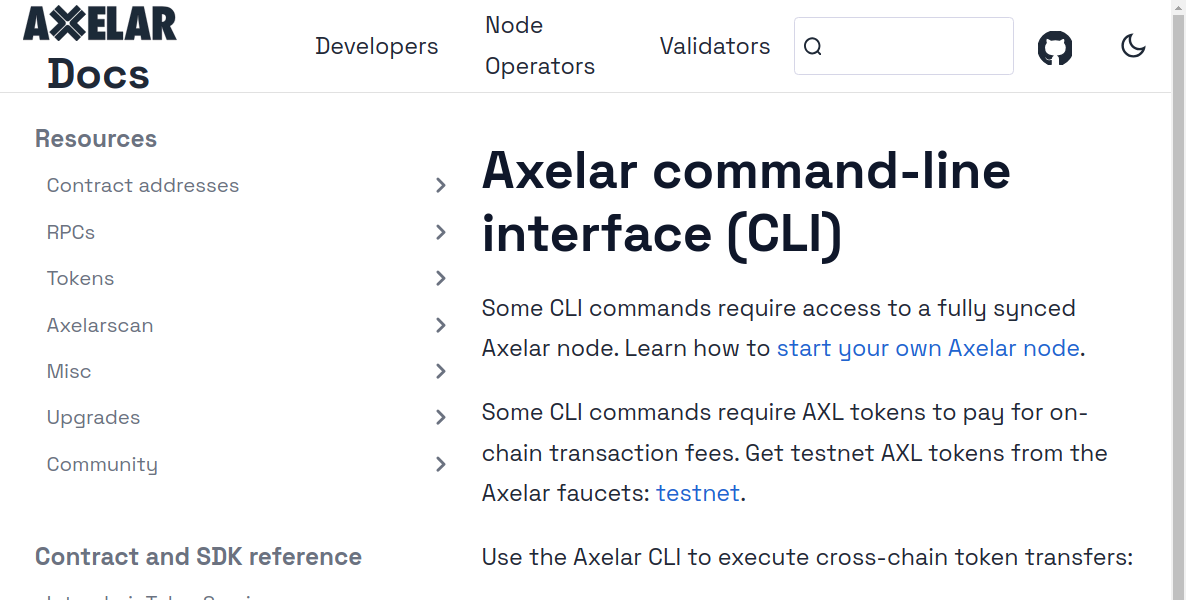 AXELAR
Docs
Developers
Node
Operators
Validators
Resources
Contract addresses
RPCs
Tokens
Axelarscan
Misc
Upgrades
Community
Contract and SDK reference
Axelar command-line
interface (CLI)
Some CLI commands require access to a fully synced
Axelar node. Learn how to start your own Axelar node.
Some CLI commands require AXL tokens to pay for on-
chain transaction fees. Get testnet AXL tokens from the
Axelar faucets: testnet.
Use the Axelar CLI to execute cross-chain token transfers: